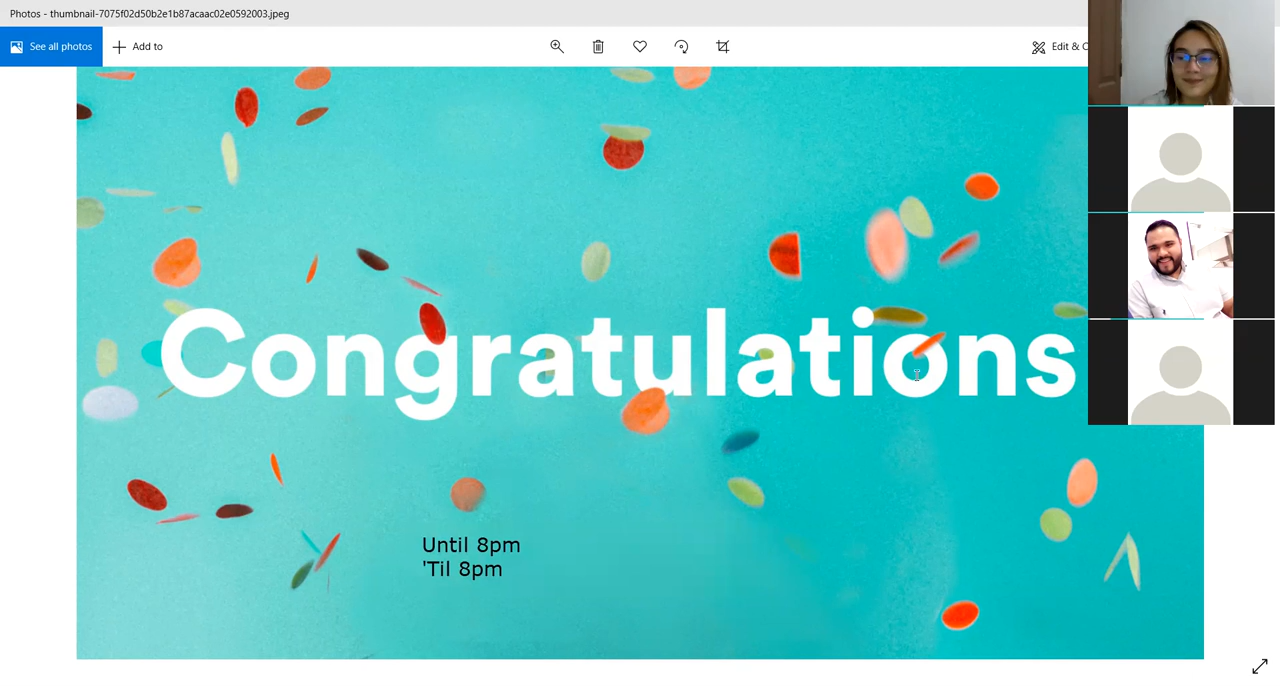 Photos - thumbnail-7075f02d50b2e1b87acaac02e0592003.jpeg
See all photos
Add to
Edit & C
Congratulations
Until 8pm
'Til 8pm